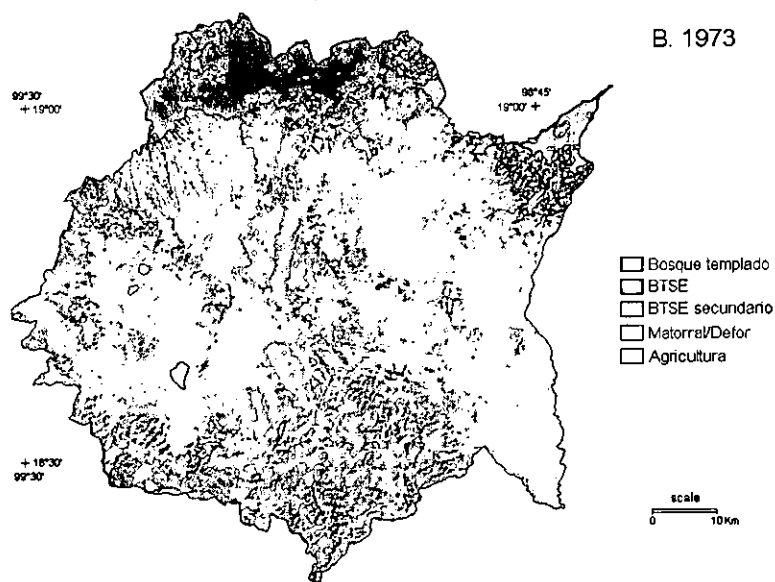 B. 1973
99°30'
+ 19°00'
98°45'
19°00' +
Bosque templado
BTSE
BTSE secundario
Matorral/Defor
Agricultura
+ 18°30'
99°30'
scale
0 10Km